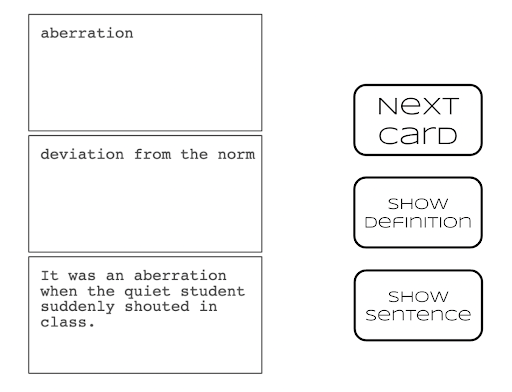 aberration
deviation from the norm
It was an aberration
when the quiet student
suddenly shouted in
class.
Next
Card
Show
Definition
Show
Sentence